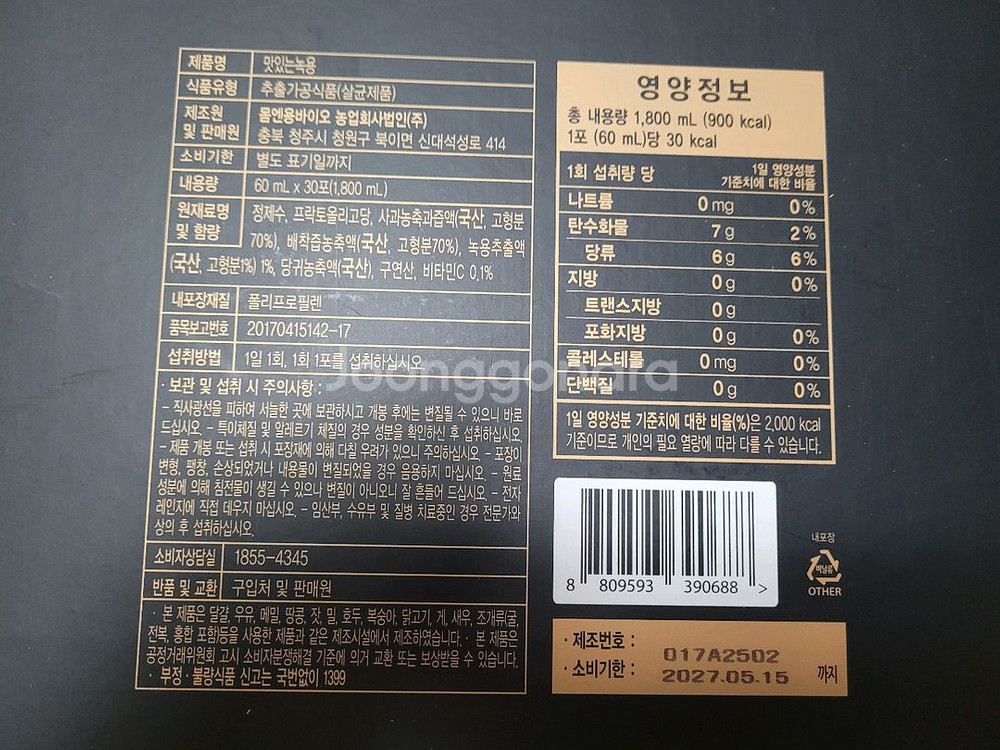 제품명 맛있는녹용
식품유형 추출가공식품(살균제품)
제조원 및 판매원 몸엔용바이오 농업회사법인(주)
충북 청주시 청원구 북이면 신대석성로 414
소비기한 별도 표기일까지
내용량 60 mL x 30포(1,800 mL)
원재료명 및 함량 정제수, 프락토올리고당, 사과농축과즙액(국산, 고형분
70%), 배착즙농축액(국산, 고형분70%), 녹용추출액
(국산, 고형분1%) 1%, 당귀농축액(국산), 구연산, 비타민C 0.1%
내포장재질 폴리프로필렌
품목보고번호 20170415142-17
섭취방법 1일 1회, 1회 1포를 섭취하십시오.
· 보관 및 섭취 시 주의사항 :
- 직사광선을 피하여 서늘한 곳에 보관하시고 개봉 후에는 변질될 수 있으니 바로
드십시오. - 특이체질 및 알레르기 체질의 경우 성분을 확인하신 후 섭취하십시오.
- 제품 개봉 또는 섭취 시 포장재에 의해 다칠 우려가 있으니 주의하십시오. - 포장이
변형, 팽창, 손상되었거나 내용물이 변질되었을 경우 음용하지 마십시오. - 원료
성분에 의해 침전물이 생길 수 있으나 변질이 아니오니 잘 흔들어 드십시오. - 전자
레인지에 직접 데우지 마십시오. - 임산부, 수유부 및 질병 치료중인 경우 전문가와
상의 후 섭취하십시오.
소비자상담실 1855-4345
반품 및 교환 구입처 및 판매원
· 본 제품은 달걀, 우유, 메밀, 땅콩, 잣, 밀, 호두, 복숭아, 닭고기, 게, 새우, 조개류(굴,
전복, 홍합 포함)등을 사용한 제품과 같은 제조시설에서 제조하였습니다. · 본 제품은
공정거래위원회 고시 소비자분쟁해결 기준에 의거 교환 또는 보상받을 수 있습니다.
· 부정·불량식품 신고는 국번없이 1399
영양정보
총 내용량 1,800 mL (900 kcal)
1포 (60 mL)당 30 kcal
1회 섭취량 당 1일 영양성분
기준치에 대한 비율
나트륨 0 mg 0%
탄수화물 7 g 2%
당류 6 g 6%
지방 0 g 0%
트랜스지방 0 g
포화지방 0 g 0%
콜레스테롤 0 mg 0%
단백질 0 g 0%
1일 영양성분 기준치에 대한 비율(%)은 2,000 kcal
기준이므로 개인의 필요 열량에 따라 다를 수 있습니다.
8 809593 390688 >
내포장
비닐류
OTHER
· 제조번호 : 017A2502
· 소비기한 : 2027.05.15 까지
Joonggonara